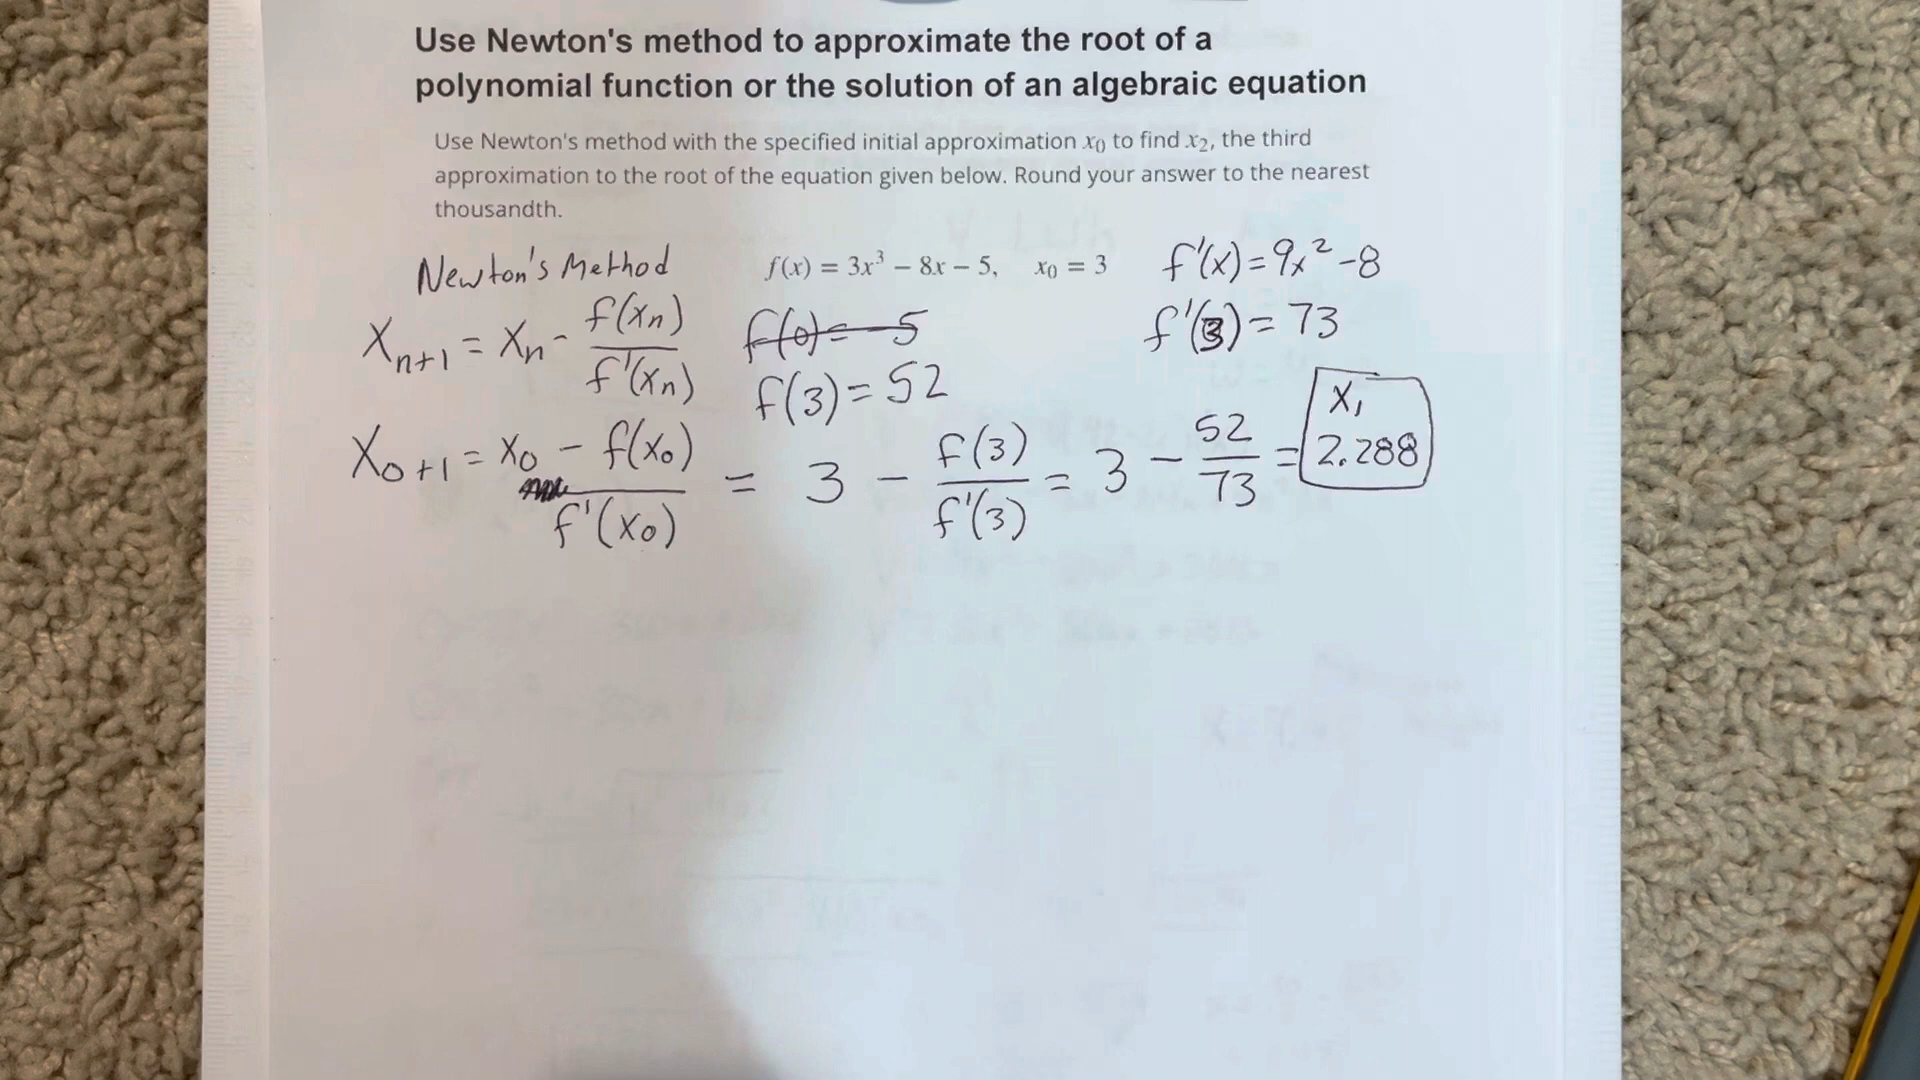 Use Newton's method to approximate the root of a
polynomial function or the solution of an algebraic equation
Use Newton's method with the specified initial approximation x₀ to find x₂, the third
approximation to the root of the equation given below. Round your answer to the nearest
thousandth.
Newton's Method
f(x) = 3x³ − 8x − 5, x₀ = 3
f'(x) = 9x² - 8
Xₙ₊₁ = Xₙ - f(xₙ) / f'(xₙ)
f(0) = -5
f'(3) = 73
f(3) = 52
X₀₊₁ = x₀ - f(x₀) / f'(x₀) = 3 - f(3) / f'(3) = 3 - 52 / 73 =
X₁
2.288